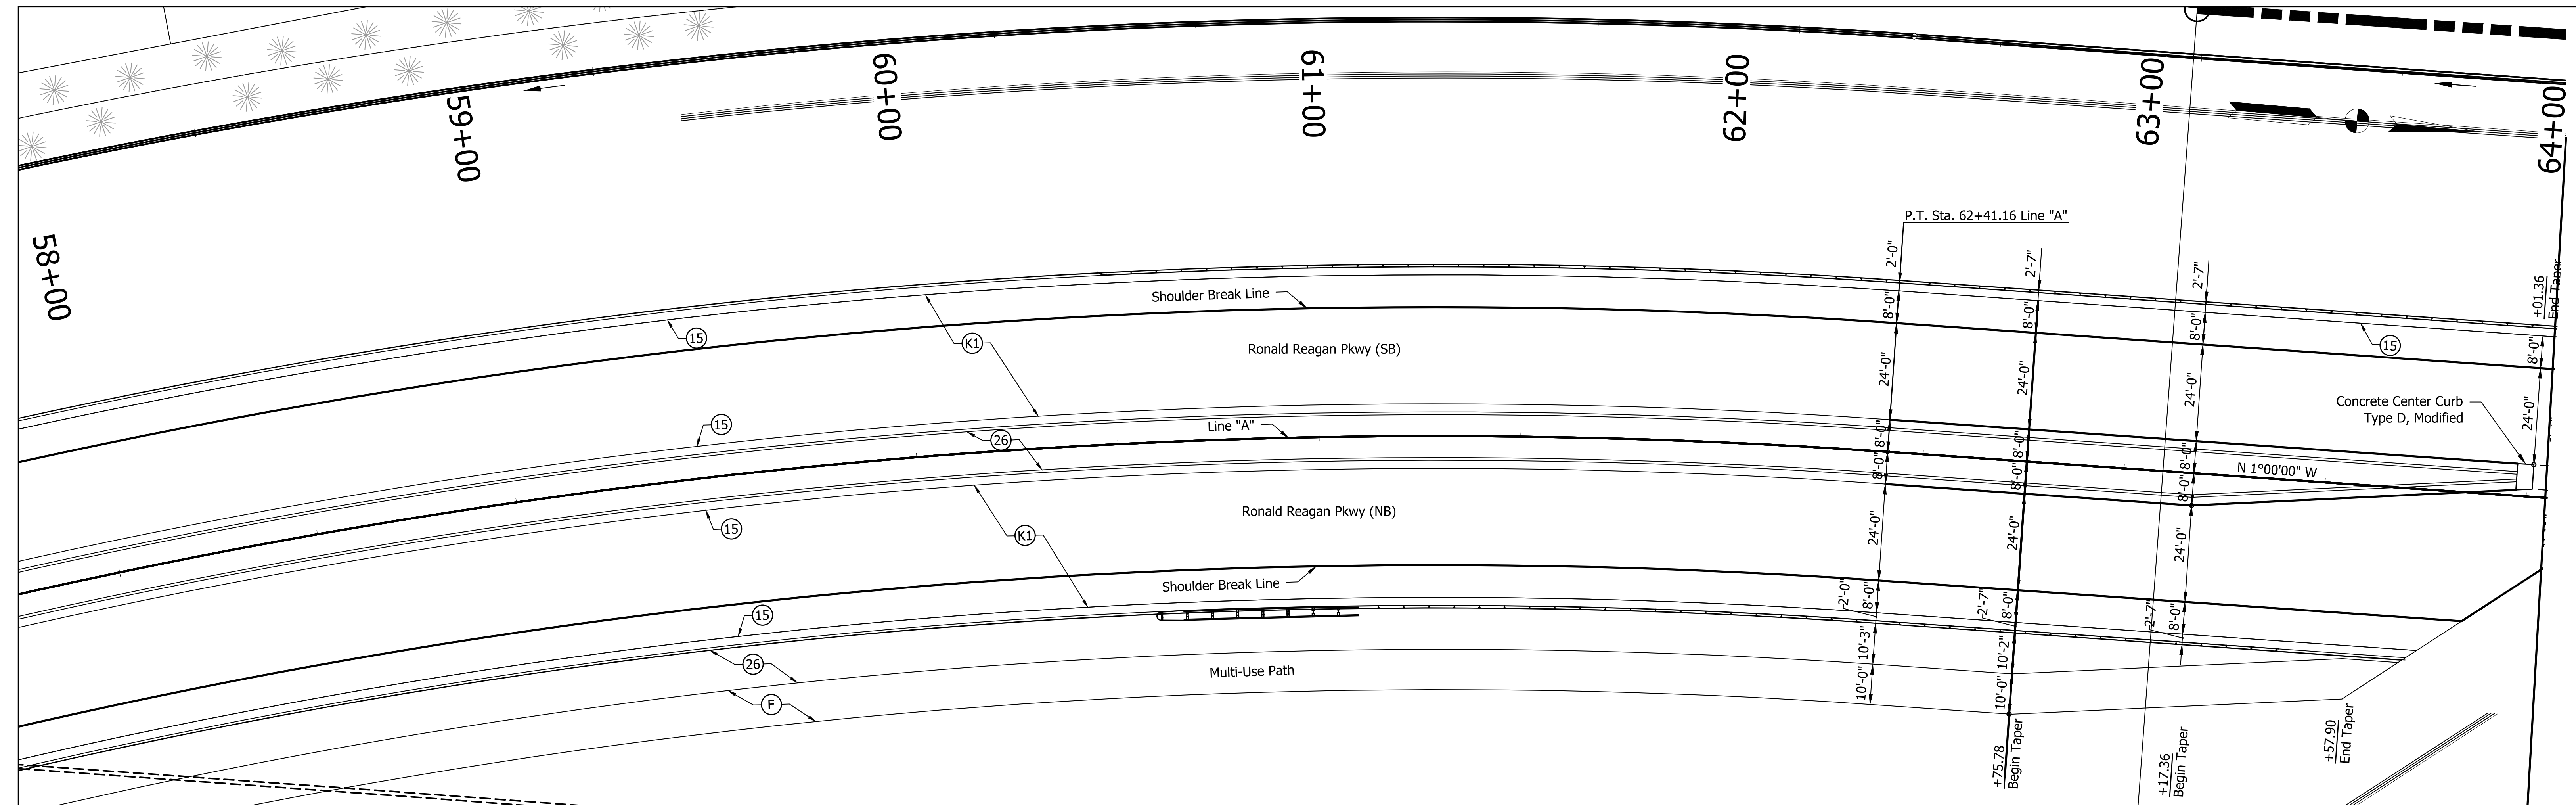 58+00
59+00
60+00
61+00
62+00
63+00
64+00
P.T. Sta. 62+41.16 Line "A"
Shoulder Break Line
15
K1
Ronald Reagan Pkwy (SB)
15
Line "A"
26
15
Ronald Reagan Pkwy (NB)
K1
Shoulder Break Line
15
26
Multi-Use Path
F
2'-0"
8'-0"
24'-0"
8'-0"
8'-0"
24'-0"
8'-0"
2'-0"
10'-3"
10'-0"
2'-7"
8'-0"
24'-0"
8'-0"
8'-0"
24'-0"
8'-0"
2'-7"
10'-2"
10'-0"
+75.78
Begin Taper
2'-7"
8'-0"
24'-0"
8'-0"
8'-0"
24'-0"
8'-0"
2'-7"
+17.36
Begin Taper
15
Concrete Center Curb
Type D, Modified
N 1°00'00" W
+57.90
End Taper
+01.36
End Taper
8'-0"
24'-0"